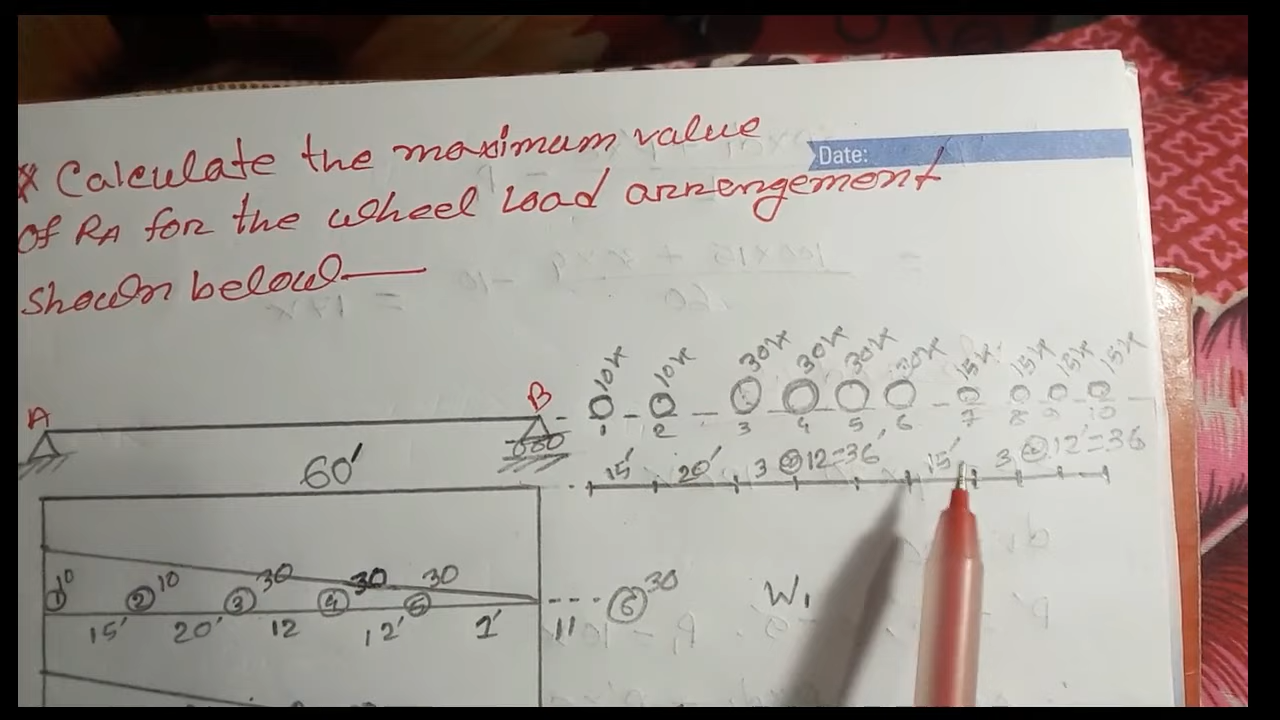 * Calculate the maximum value
Date:
of RA for the wheel load arrengement
shown below —
A
B
60'
10k 10k 30k 30k 30k 30k 15k 15k 15k 15k
1 2 3 4 5 6 7 8 9 10
15' 20' 3@12=36' 15' 3@12'=36
1 10 2 10 3 30 4 30 5 30 6 30
15' 20' 12 12' 1' 11
W1